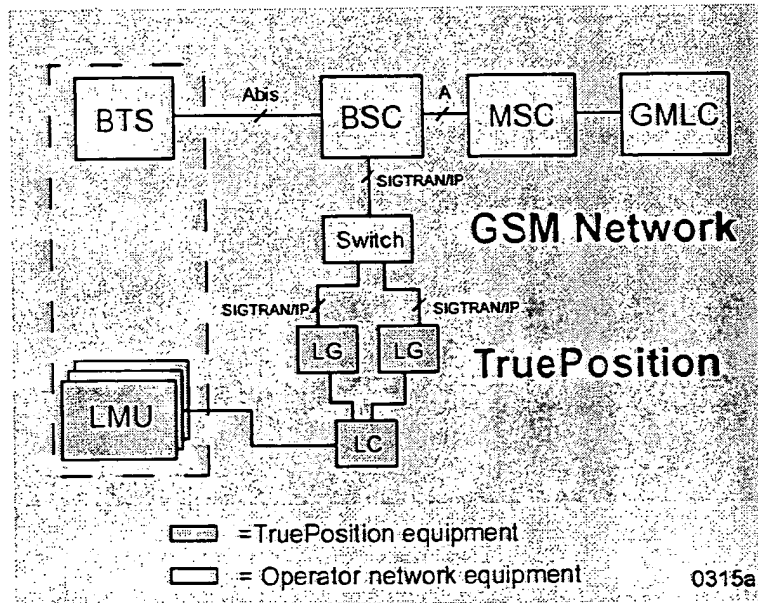 Abis
A
BTS
BSC
MSC
GMLC
SIGTRAN/IP
Switch
GSM Network
SIGTRAN/IP
SIGTRAN/IP
LG
LG
TruePosition
LMU
LC
=TruePosition equipment
= Operator network equipment
0315a